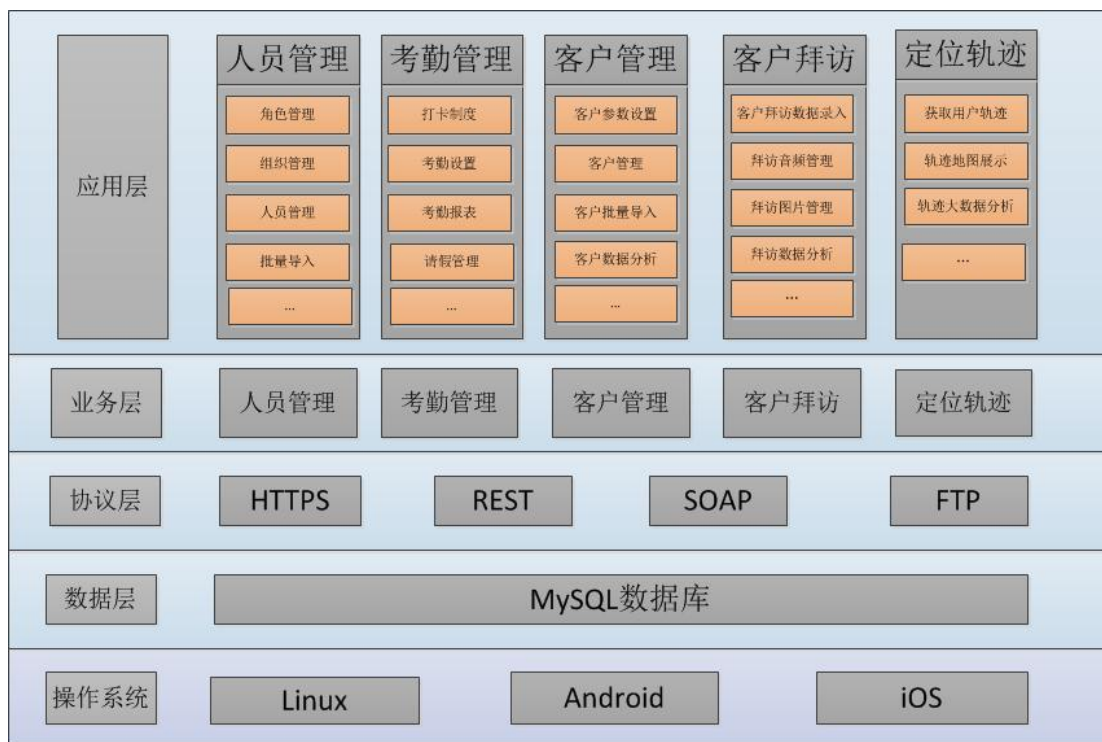 应用层
人员管理
角色管理
组织管理
人员管理
批量导入
...
考勤管理
打卡制度
考勤设置
考勤报表
请假管理
...
客户管理
客户参数设置
客户管理
客户批量导入
客户数据分析
...
客户拜访
客户拜访数据录入
拜访音频管理
拜访图片管理
拜访数据分析
...
定位轨迹
获取用户轨迹
轨迹地图展示
轨迹大数据分析
...
业务层
人员管理
考勤管理
客户管理
客户拜访
定位轨迹
协议层
HTTPS
REST
SOAP
FTP
数据层
MySQL数据库
操作系统
Linux
Android
iOS